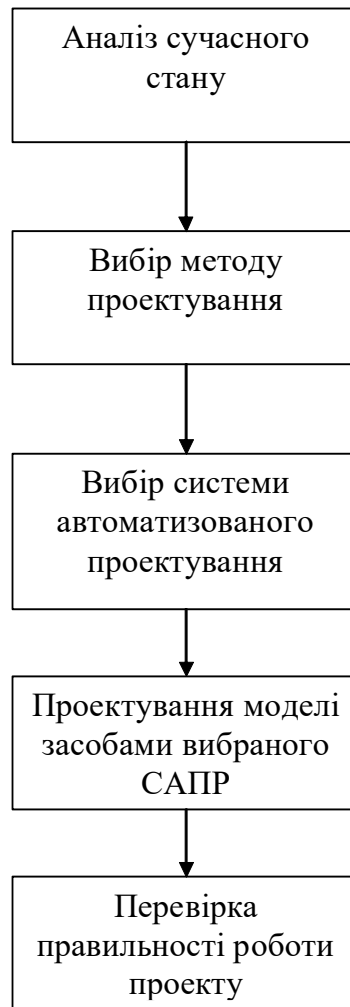 Аналіз сучасного
стану
Вибір методу
проектування
Вибір системи
автоматизованого
проектування
Проектування моделі
засобами вибраного
САПР
Перевірка
правильності роботи
проекту